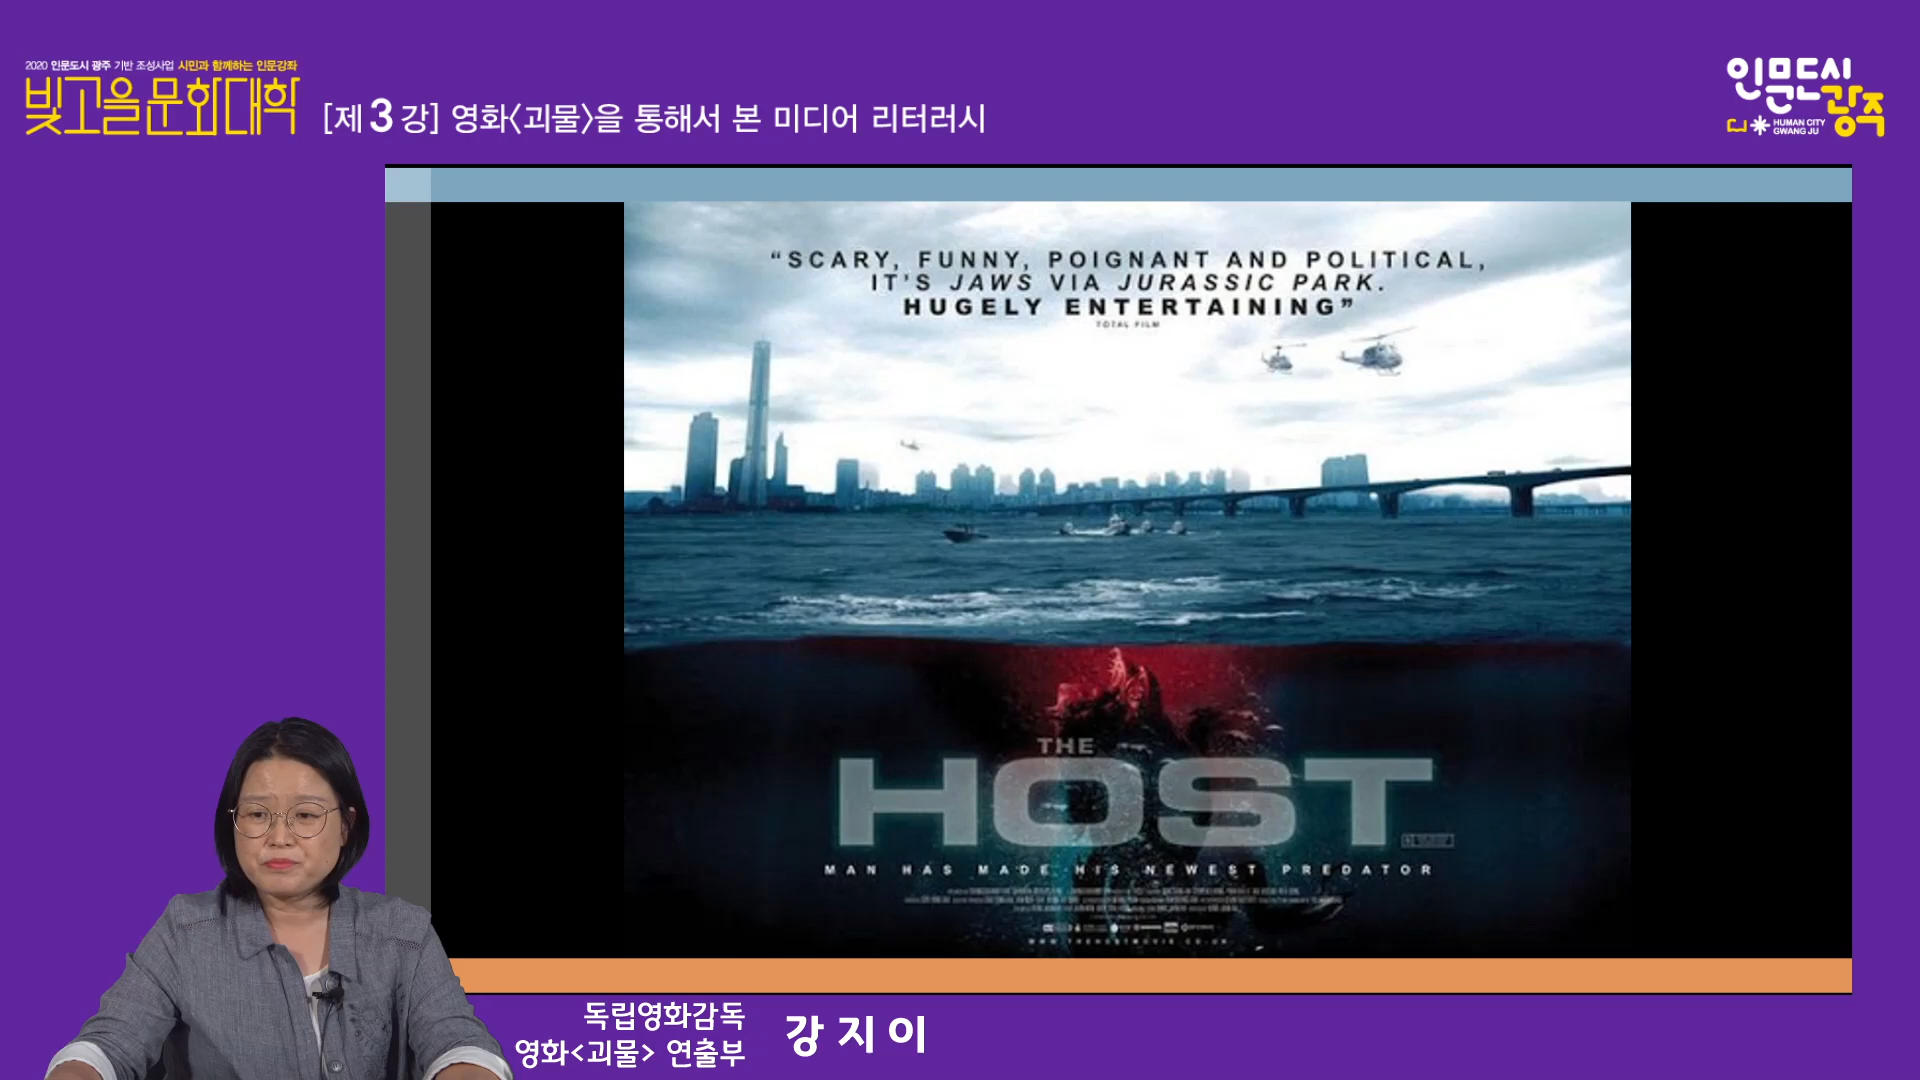 2020 인문도시 광주 기반 조성사업 시민과 함께하는 인문강좌
빛고을문화대학
[제3강] 영화<괴물>을 통해서 본 미디어 리터러시
인문도시
광주
HUMAN CITY
GWANG JU
“SCARY, FUNNY, POIGNANT AND POLITICAL,
IT'S JAWS VIA JURASSIC PARK.
HUGELY ENTERTAINING”
TOTAL FILM
THE
HOST
MAN HAS MADE HIS NEWEST PREDATOR
WWW.THEHOSTMOVIE.CO.UK
독립영화감독
영화<괴물> 연출부
강지이